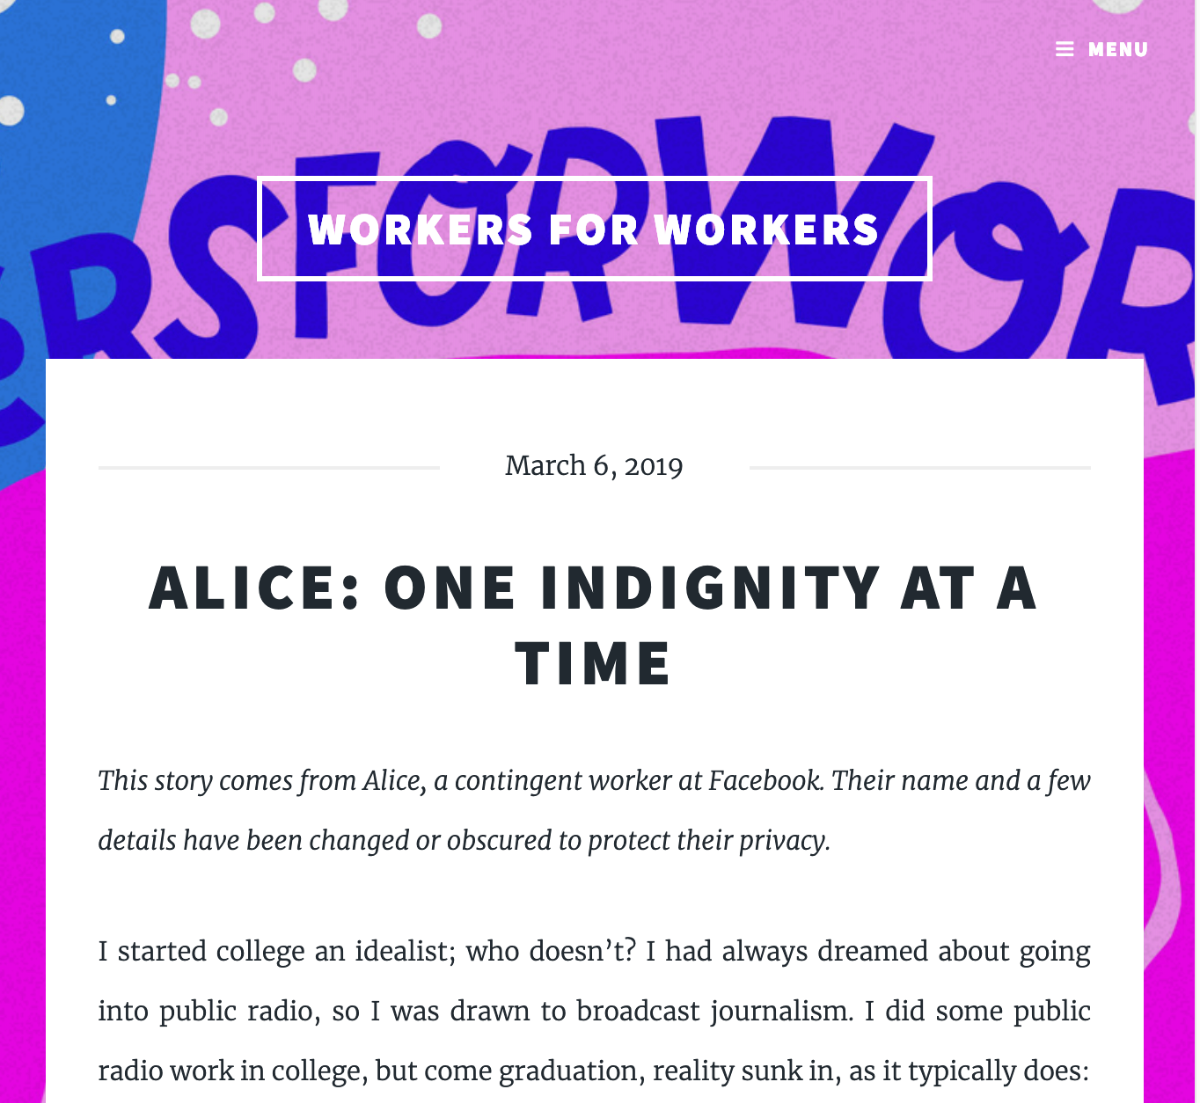 MENU
ERSFORWOR
WORKERS FOR WORKERS
March 6, 2019
ALICE: ONE INDIGNITY AT A
TIME
This story comes from Alice, a contingent worker at Facebook. Their name and a few
details have been changed or obscured to protect their privacy.
I started college an idealist; who doesn’t? I had always dreamed about going
into public radio, so I was drawn to broadcast journalism. I did some public
radio work in college, but come graduation, reality sunk in, as it typically does: